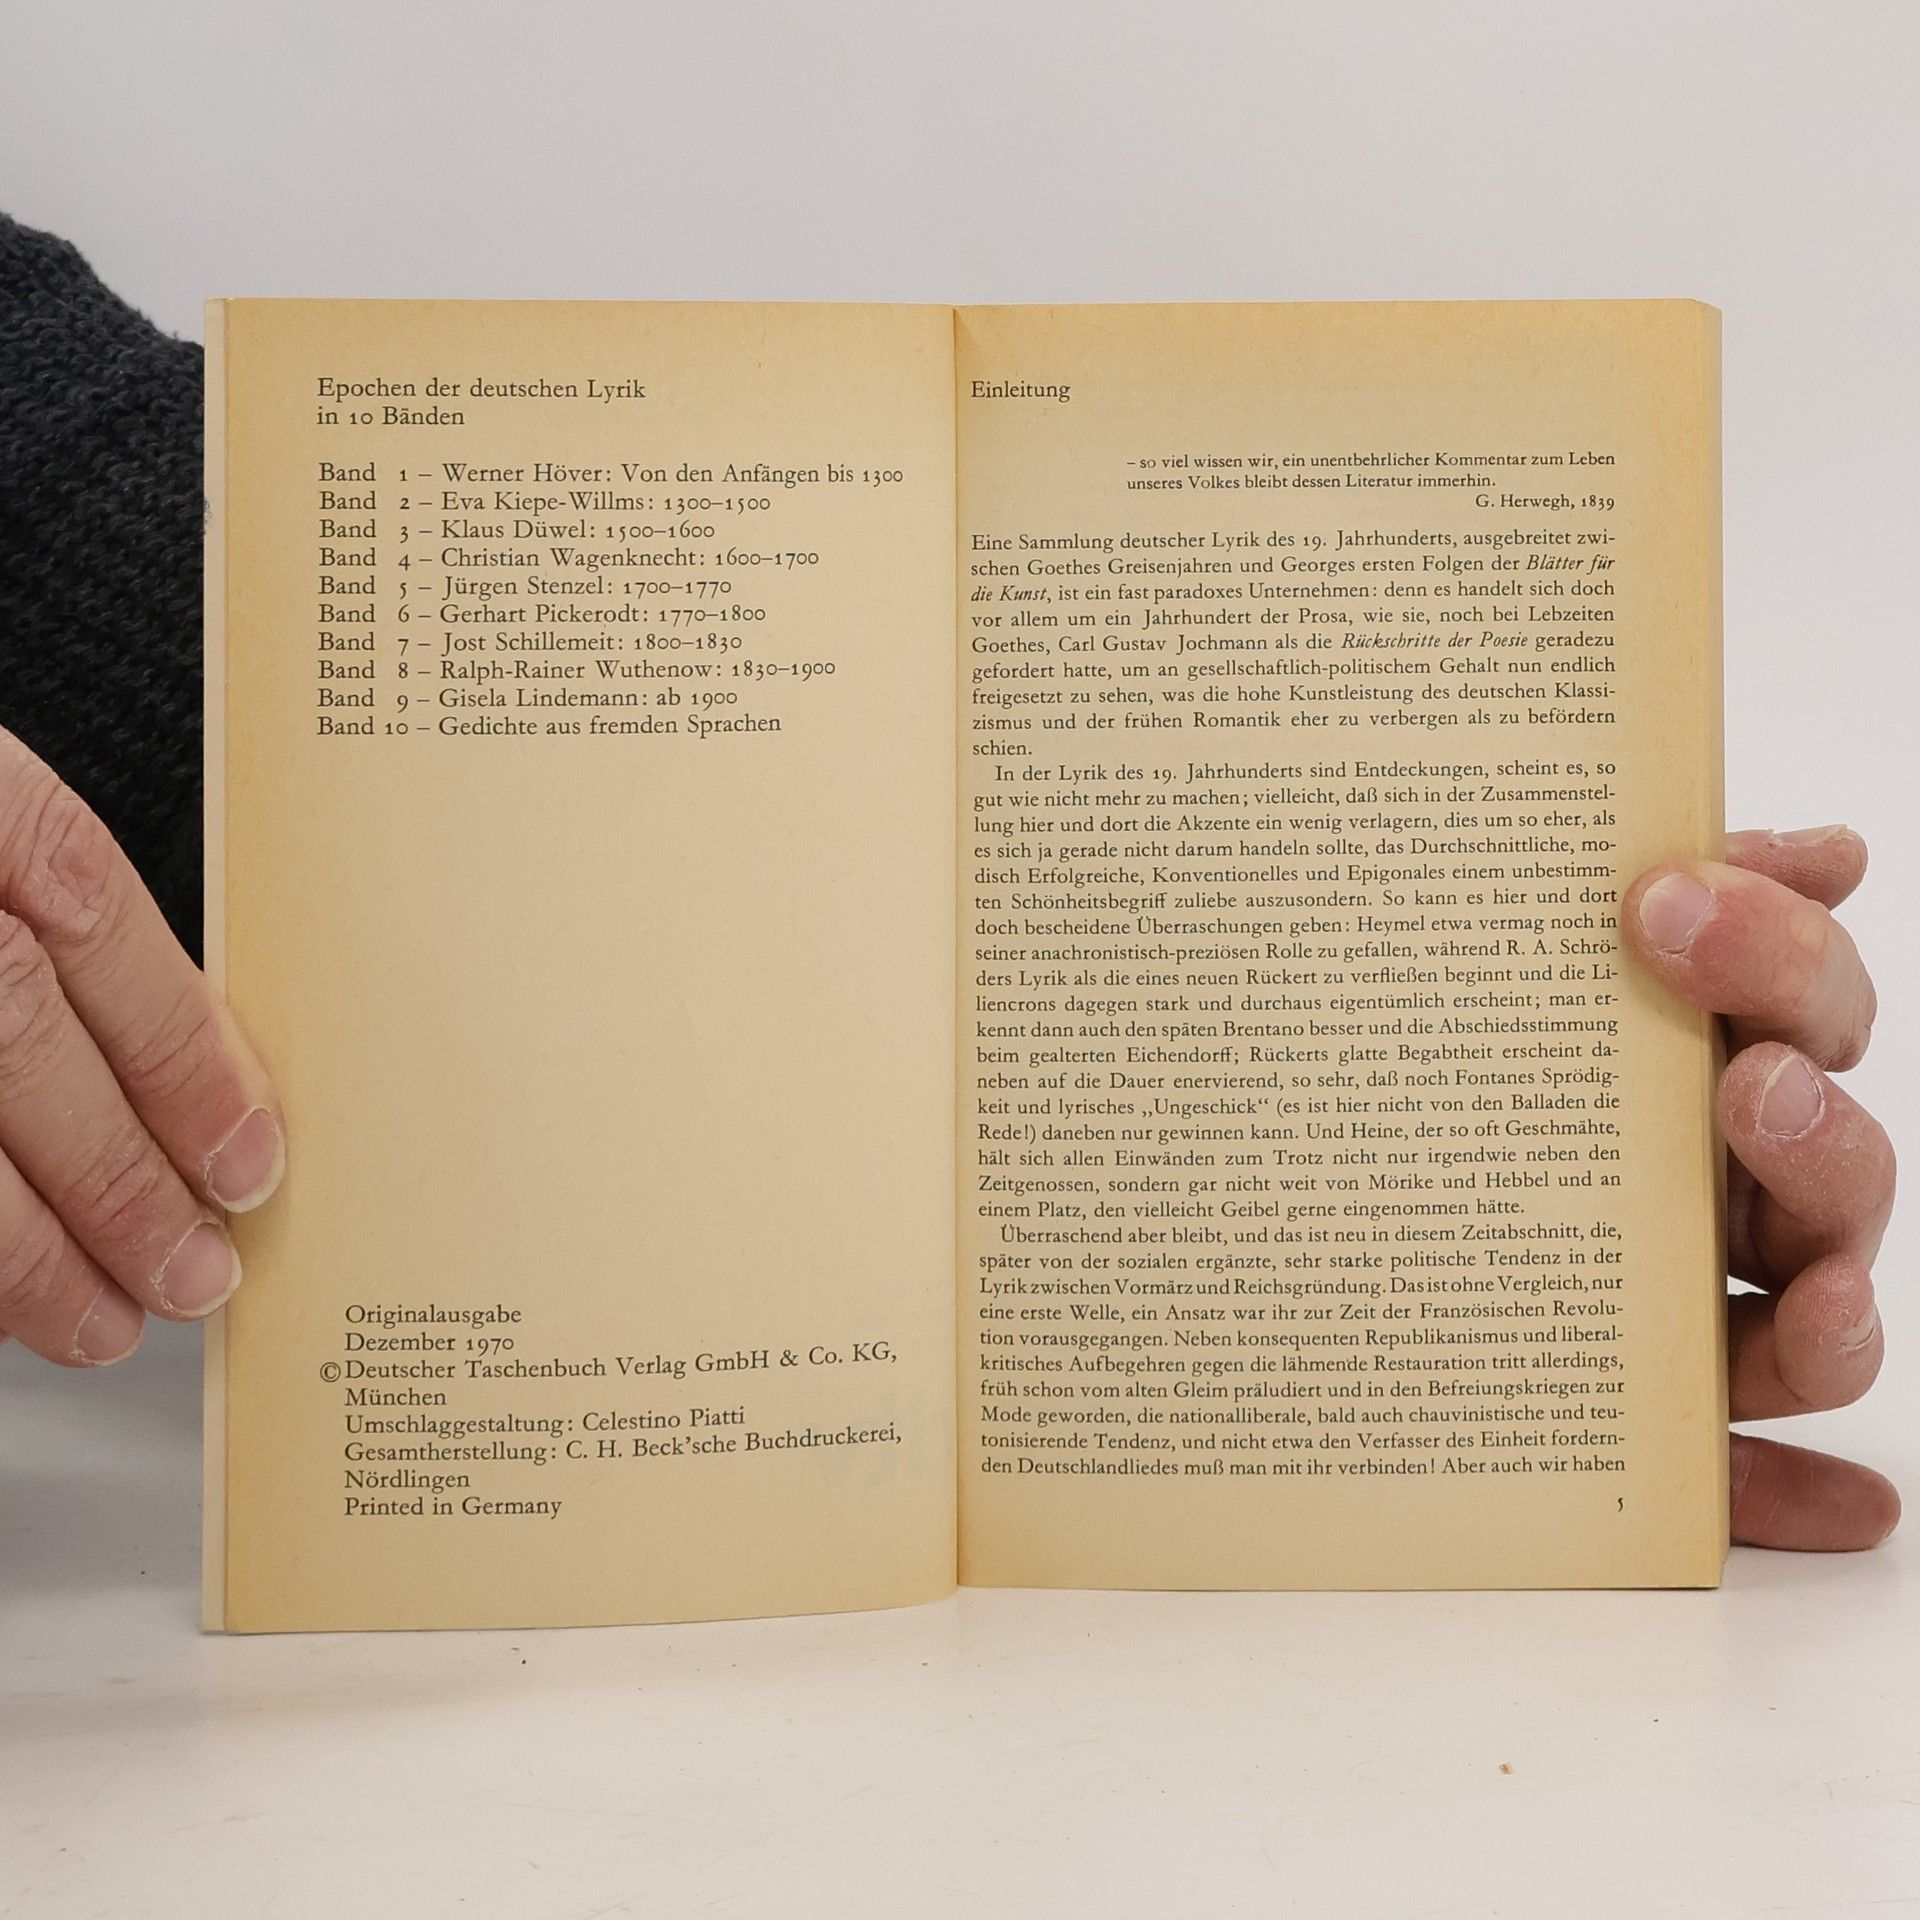 Epochen der deutschen Lyrik
in 10 Bänden
Band 1 – Werner Höver: Von den Anfängen bis 1300
Band 2 – Eva Kiepe-Willms: 1300–1500
Band 3 – Klaus Düwel: 1500–1600
Band 4 – Christian Wagenknecht: 1600–1700
Band 5 – Jürgen Stenzel: 1700–1770
Band 6 – Gerhart Pickerodt: 1770–1800
Band 7 – Jost Schillemeit: 1800–1830
Band 8 – Ralph-Rainer Wuthenow: 1830–1900
Band 9 – Gisela Lindemann: ab 1900
Band 10 – Gedichte aus fremden Sprachen
Originalausgabe
Dezember 1970
© Deutscher Taschenbuch Verlag GmbH & Co. KG,
München
Umschlaggestaltung: Celestino Piatti
Gesamtherstellung: C. H. Beck'sche Buchdruckerei,
Nördlingen
Printed in Germany
Einleitung
– so viel wissen wir, ein unentbehrlicher Kommentar zum Leben
unseres Volkes bleibt dessen Literatur immerhin.
G. Herwegh, 1839
Eine Sammlung deutscher Lyrik des 19. Jahrhunderts, ausgebreitet zwi-
schen Goethes Greisenjahren und Georges ersten Folgen der Blätter für
die Kunst, ist ein fast paradoxes Unternehmen: denn es handelt sich doch
vor allem um ein Jahrhundert der Prosa, wie sie, noch bei Lebzeiten
Goethes, Carl Gustav Jochmann als die Rückschritte der Poesie geradezu
gefordert hatte, um an gesellschaftlich-politischem Gehalt nun endlich
freigesetzt zu sehen, was die hohe Kunstleistung des deutschen Klassi-
zismus und der frühen Romantik eher zu verbergen als zu befördern
schien.
In der Lyrik des 19. Jahrhunderts sind Entdeckungen, scheint es, so
gut wie nicht mehr zu machen; vielleicht, daß sich in der Zusammenstel-
lung hier und dort die Akzente ein wenig verlagern, dies um so eher, als
es sich ja gerade nicht darum handeln sollte, das Durchschnittliche, mo-
disch Erfolgreiche, Konventionelles und Epigonales einem unbestimm-
ten Schönheitsbegriff zuliebe auszusondern. So kann es hier und dort
doch bescheidene Überraschungen geben: Heymel etwa vermag noch in
seiner anachronistisch-preziösen Rolle zu gefallen, während R. A. Schrö-
ders Lyrik als die eines neuen Rückert zu verfließen beginnt und die Li-
liencrons dagegen stark und durchaus eigentümlich erscheint; man er-
kennt dann auch den späten Brentano besser und die Abschiedsstimmung
beim gealterten Eichendorff; Rückerts glatte Begabtheit erscheint da-
neben auf die Dauer enervierend, so sehr, daß noch Fontanes Sprödig-
keit und lyrisches „Ungeschick“ (es ist hier nicht von den Balladen die
Rede!) daneben nur gewinnen kann. Und Heine, der so oft Geschmähte,
hält sich allen Einwänden zum Trotz nicht nur irgendwie neben den
Zeitgenossen, sondern gar nicht weit von Mörike und Hebbel und an
einem Platz, den vielleicht Geibel gerne eingenommen hätte.
Überraschend aber bleibt, und das ist neu in diesem Zeitabschnitt, die,
später von der sozialen ergänzte, sehr starke politische Tendenz in der
Lyrik zwischen Vormärz und Reichsgründung. Das ist ohne Vergleich, nur
eine erste Welle, ein Ansatz war ihr zur Zeit der Französischen Revolu-
tion vorausgegangen. Neben konsequenten Republikanismus und liberal-
kritisches Aufbegehren gegen die lähmende Restauration tritt allerdings,
früh schon vom alten Gleim präludiert und in den Befreiungskriegen zur
Mode geworden, die nationalliberale, bald auch chauvinistische und teu-
tonisierende Tendenz, und nicht etwa den Verfasser des Einheit fordern-
den Deutschlandliedes muß man mit ihr verbinden! Aber auch wir haben
5